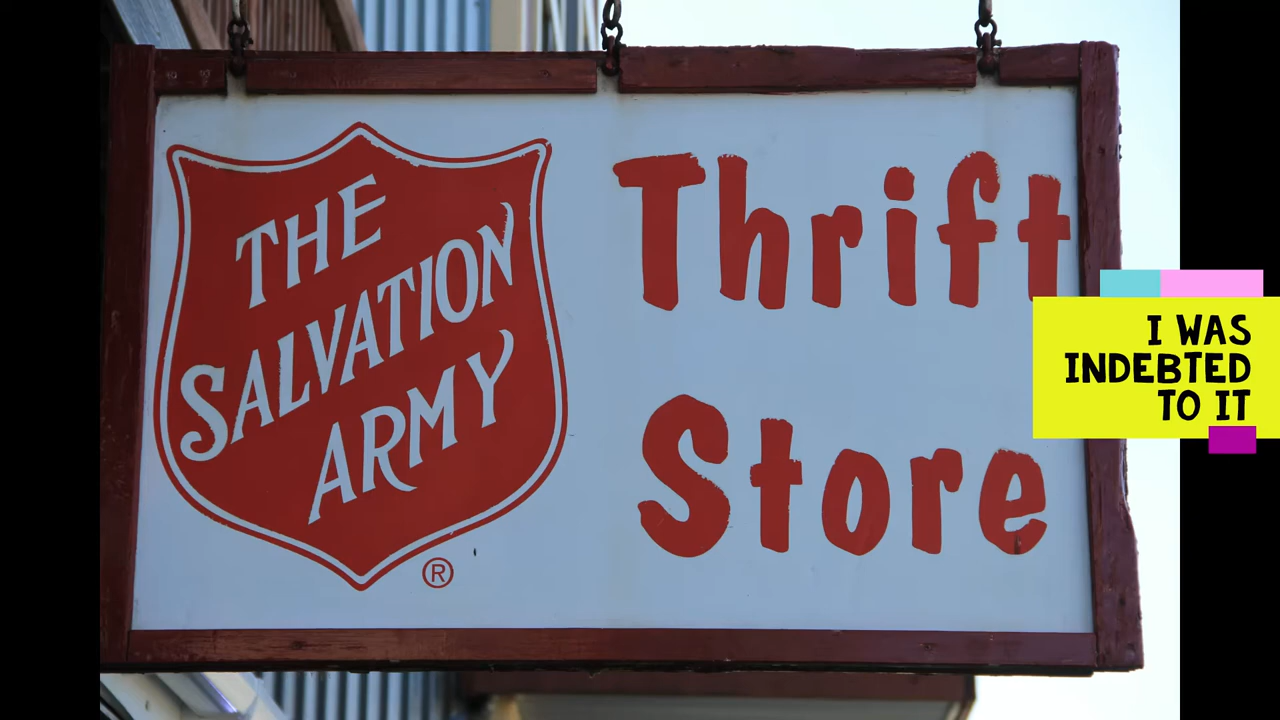 THE
SALVATION
ARMY
®
Thrift
Store
I WAS
INDEBTED
TO IT